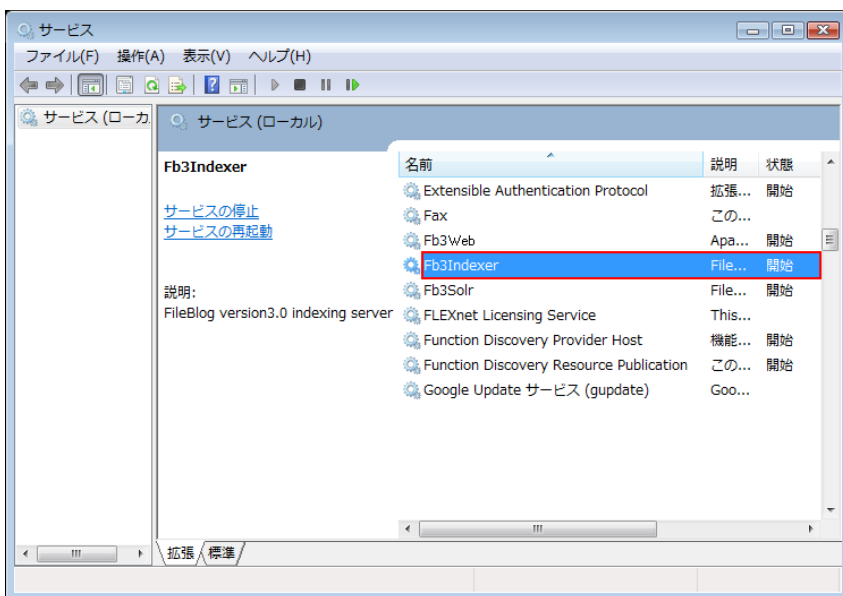 サービス
ファイル(F) 操作(A) 表示(V) ヘルプ(H)
サービス (ローカ
サービス (ローカル)
Fb3Indexer
サービスの停止
サービスの再起動
説明:
FileBlog version3.0 indexing server
名前 説明 状態
Extensible Authentication Protocol 拡張... 開始
Fax この...
Fb3Web Apa... 開始
Fb3Indexer File... 開始
Fb3Solr File... 開始
FLEXnet Licensing Service This...
Function Discovery Provider Host 機能... 開始
Function Discovery Resource Publication この... 開始
Google Update サービス (gupdate) Goo...
拡張 標準